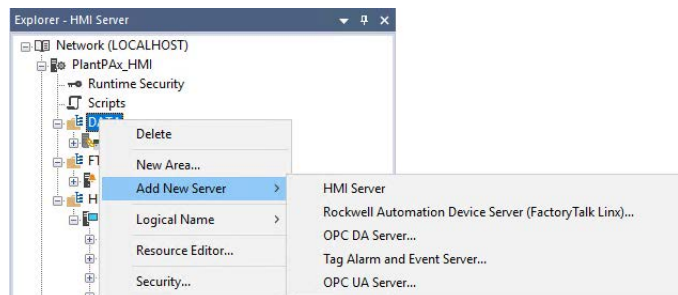 Explorer - HMI Server
Network (LOCALHOST)
PlantPAx_HMI
Runtime Security
Scripts
DATA
Delete
New Area...
Add New Server
HMI Server
Rockwell Automation Device Server (FactoryTalk Linx)...
Logical Name
OPC DA Server...
Resource Editor...
Tag Alarm and Event Server...
Security...
OPC UA Server...